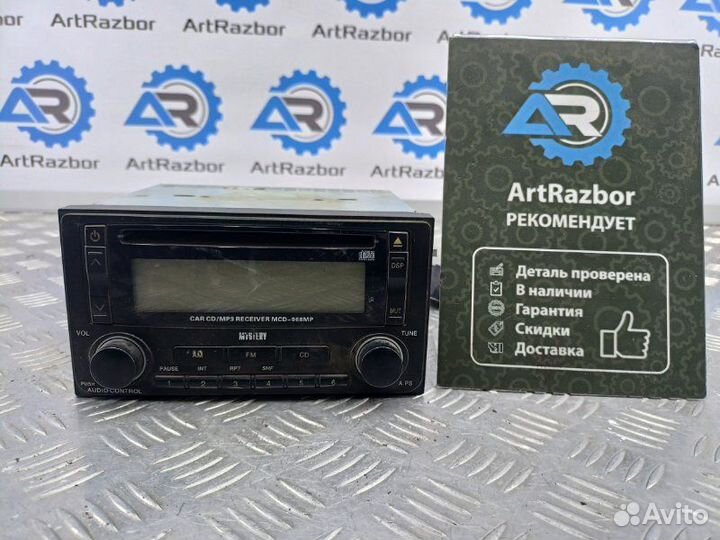 ArtRazbor
ArtRazbor
ArtRazbor
ArtRazbor
ArtRazbor
ArtRazbor
ArtRazbor
AR
ArtRazbor
РЕКОМЕНДУЕТ
Деталь проверена
В наличии
Гарантия
Скидки
Доставка
DSP
MUT
CAR CD/MP3 RECEIVER MCD-968MP
MYSTERY
VOL
TUNE
FM
CD
PAUSE
INT
RPT
SHF
1
2
3
4
5
6
PUSH
AUDIO CONTROL
A.PS
Avito